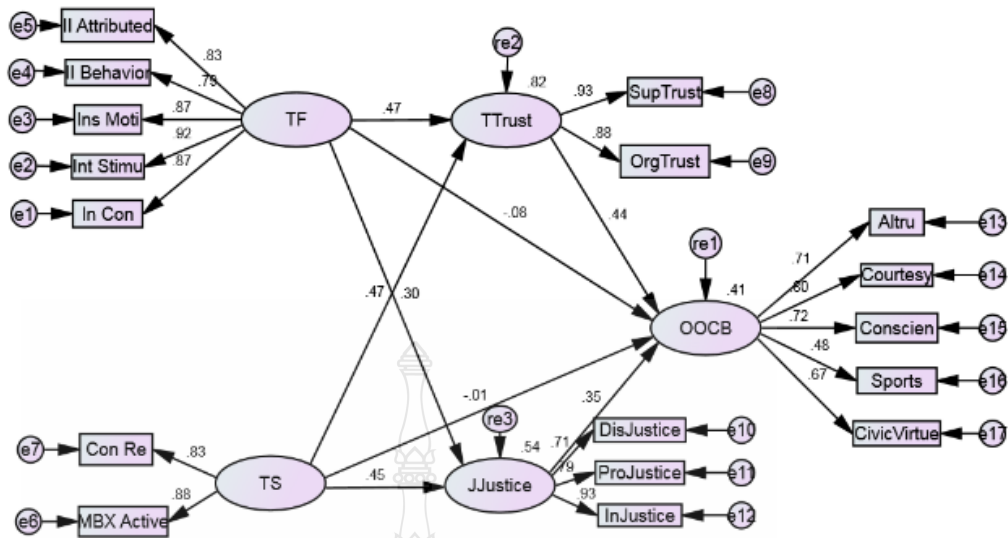 e5
II Attributed
.83
e4
II Behavior
.79
e3
Ins Moti
.87
e2
Int Stimu
.92
e1
In Con
.87
TF
.47
re2
.82
TTrust
.93
SupTrust
e8
.88
OrgTrust
e9
-.08
.44
.47
.30
re1
.41
OOCB
.71
Altru
e13
.60
Courtesy
e14
.72
Conscien
e15
.48
Sports
e16
.67
CivicVirtue
e17
e7
Con Re
.83
e6
MBX Active
.88
TS
-.01
.45
re3
.54
JJustice
.35
.71
DisJustice
e10
.79
ProJustice
e11
.93
InJustice
e12